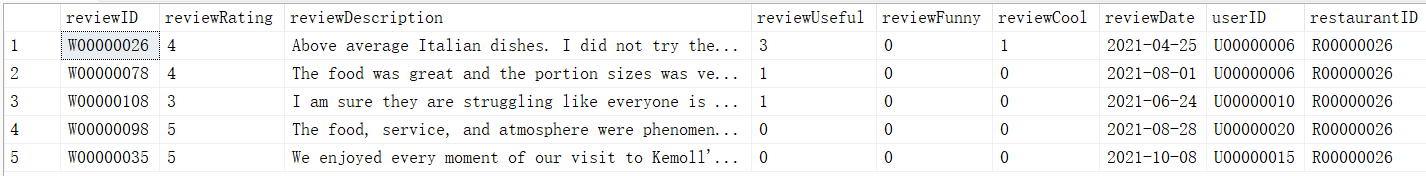 reviewID reviewRating reviewDescription reviewUseful reviewFunny reviewCool reviewDate userID restaurantID
1 W00000026 4 Above average Italian dishes. I did not try the... 3 0 1 2021-04-25 U00000006 R00000026
2 W00000078 4 The food was great and the portion sizes was ve... 1 0 0 2021-08-01 U00000006 R00000026
3 W00000108 3 I am sure they are struggling like everyone is ... 1 0 0 2021-06-24 U00000010 R00000026
4 W00000098 5 The food, service, and atmosphere were phenomen... 0 0 0 2021-08-28 U00000020 R00000026
5 W00000035 5 We enjoyed every moment of our visit to Kemoll'... 0 0 0 2021-10-08 U00000015 R00000026